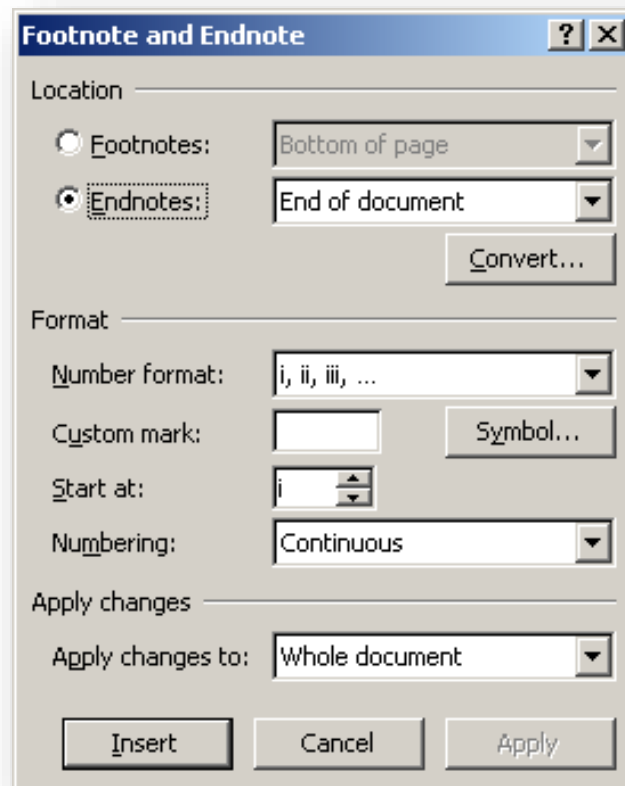 Footnote and Endnote
Location
Footnotes: Bottom of page
Endnotes: End of document
Convert...
Format
Number format: i, ii, iii, ...
Custom mark: Symbol...
Start at: i
Numbering: Continuous
Apply changes
Apply changes to: Whole document
Insert Cancel Apply